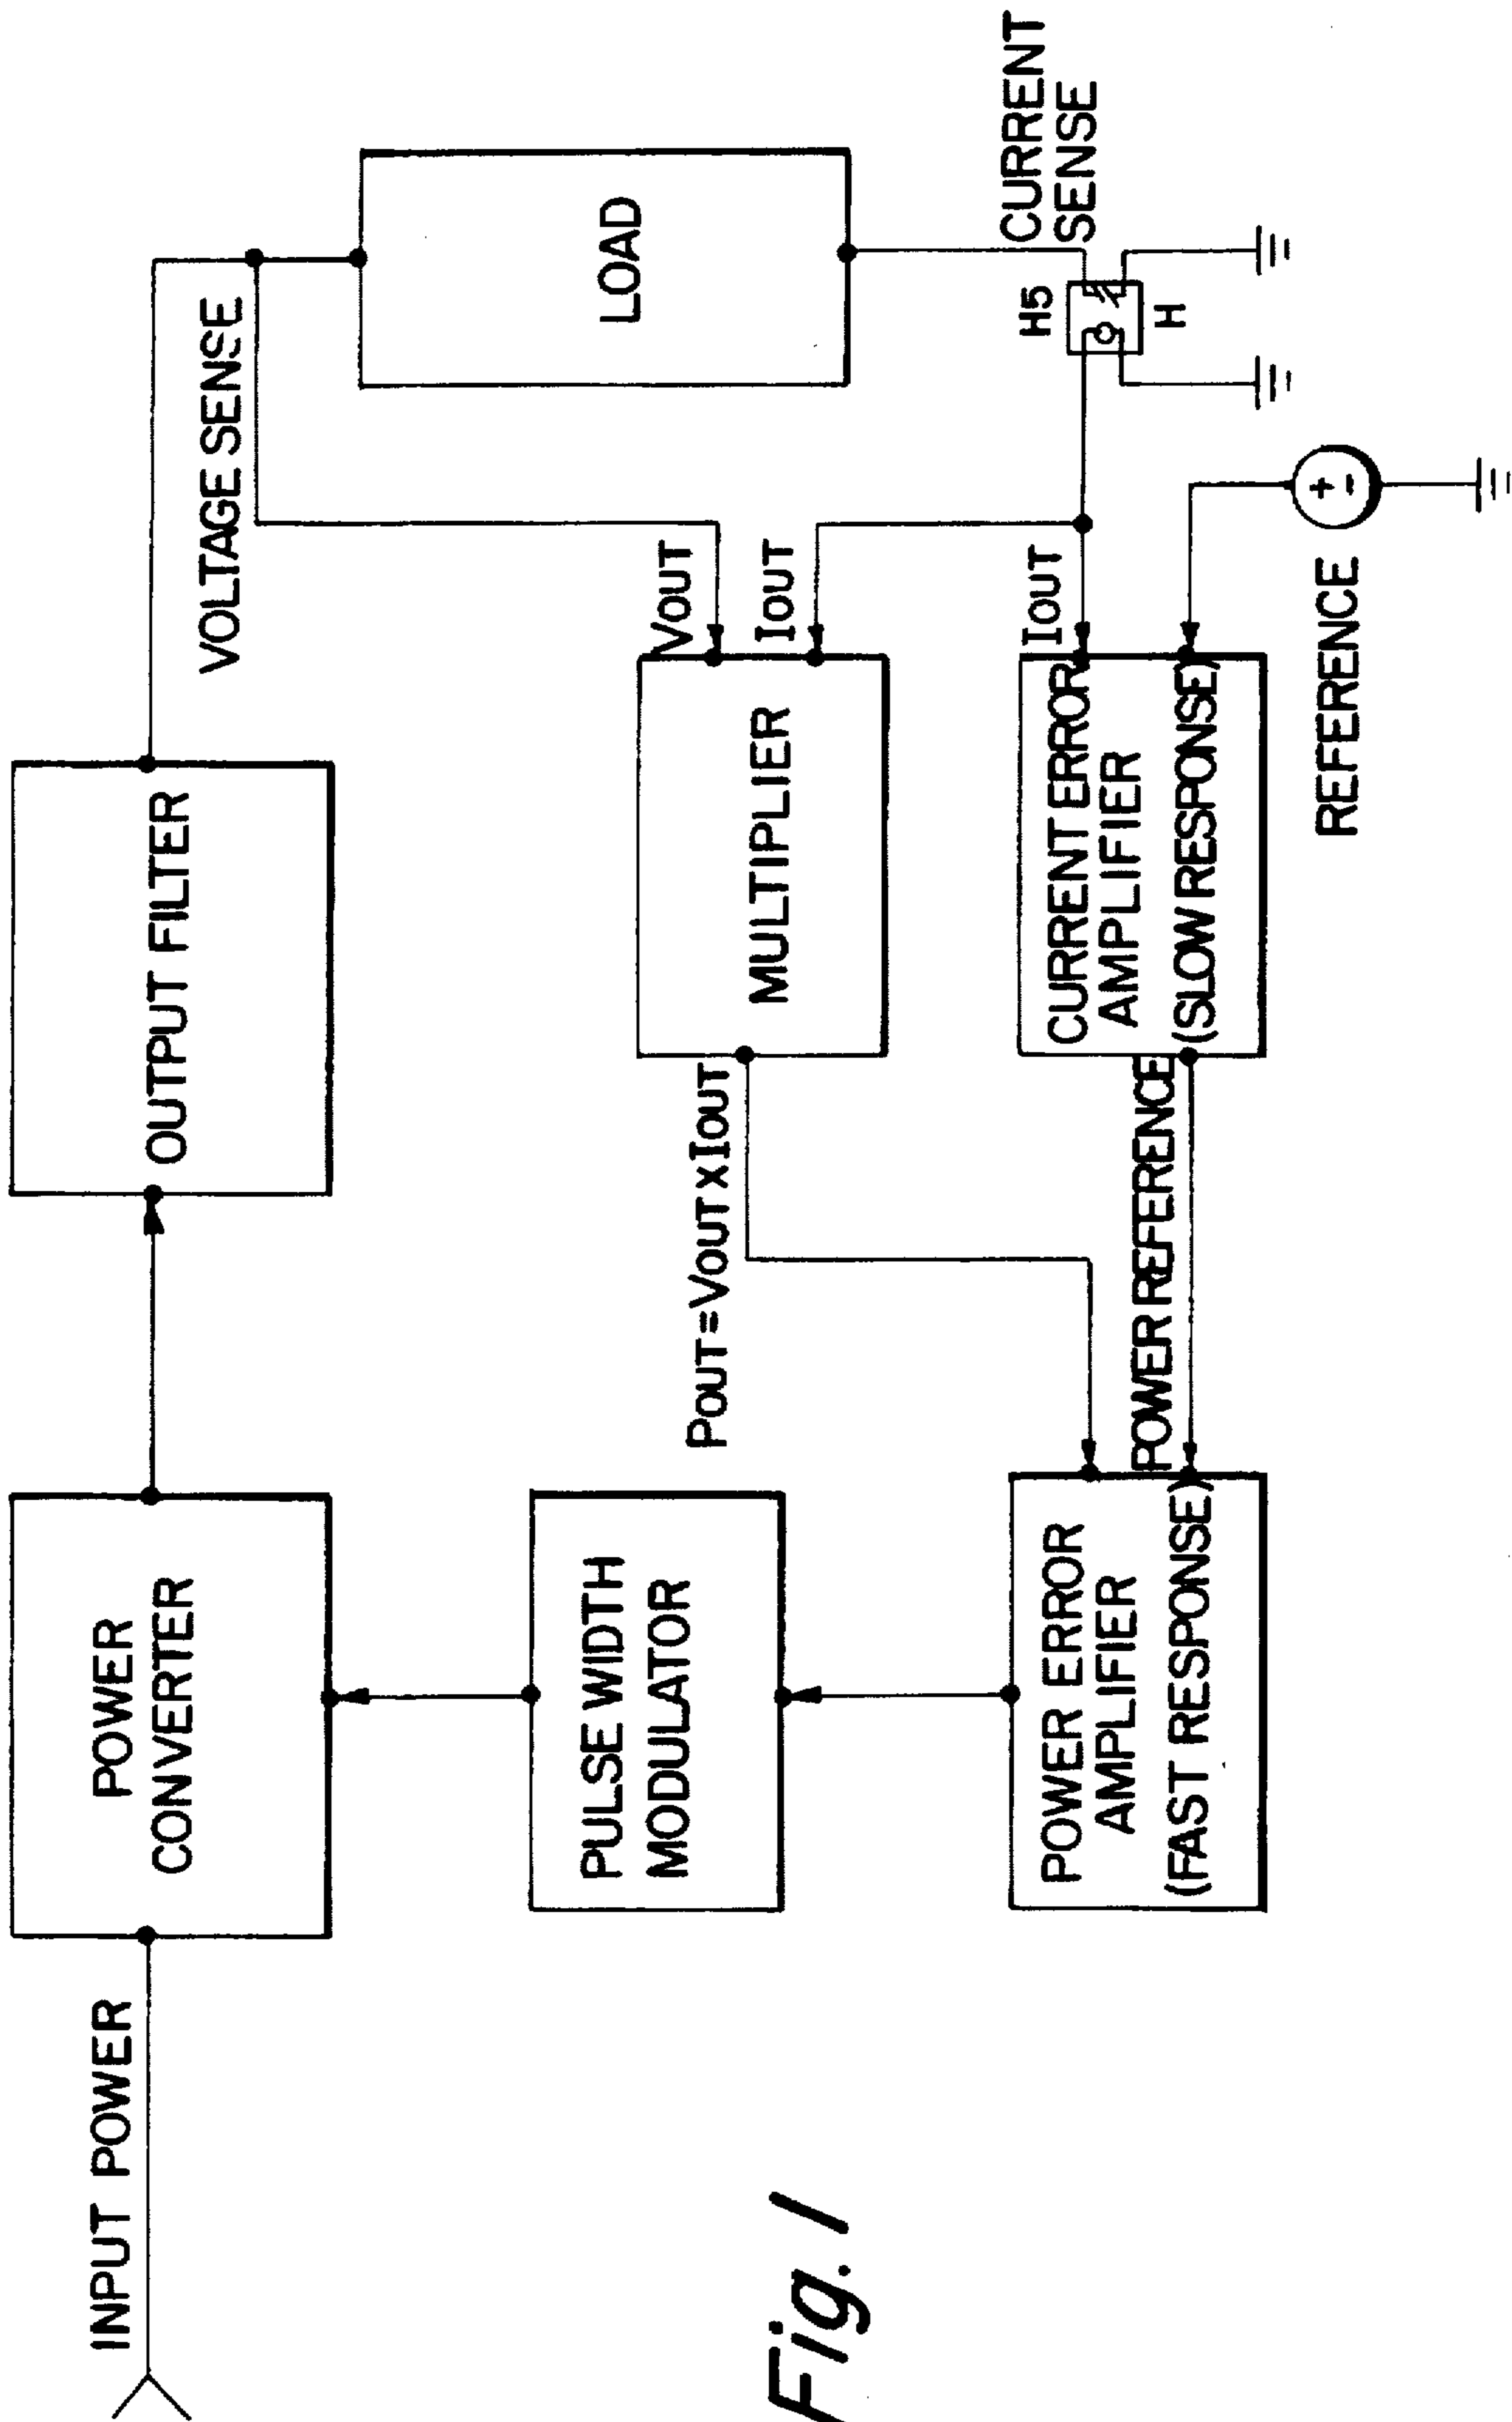 INPUT POWER
POWER
CONVERTER
OUTPUT FILTER
VOLTAGE SENSE
LOAD
PULSE WIDTH
MODULATOR
POUT=VOUT X IOUT
MULTIPLIER
VOUT
IOUT
POWER ERROR
AMPLIFIER
(FAST RESPONSE)
POWER REFERENCE
CURRENT ERROR
AMPLIFIER
(SLOW RESPONSE)
IOUT
H5
H
CURRENT
SENSE
REFERENCE
+
-
Fig. 1